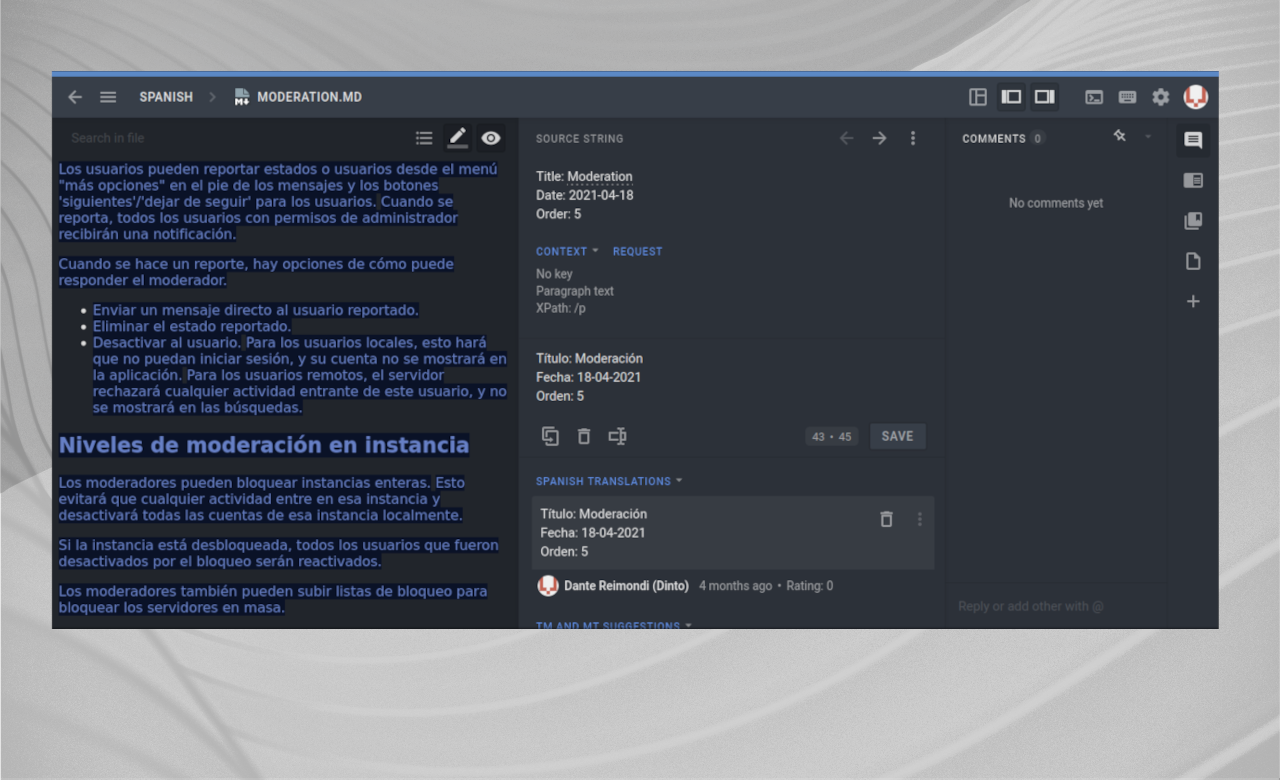 SPANISH > MODERATION.MD
Search in file
Los usuarios pueden reportar estados o usuarios desde el menú
"más opciones" en el pie de los mensajes y los botones
'siguientes'/'dejar de seguir' para los usuarios. Cuando se
reporta, todos los usuarios con permisos de administrador
recibirán una notificación.
Cuando se hace un reporte, hay opciones de cómo puede
responder el moderador.
• Enviar un mensaje directo al usuario reportado.
• Eliminar el estado reportado.
• Desactivar al usuario. Para los usuarios locales, esto hará
que no puedan iniciar sesión, y su cuenta no se mostrará en
la aplicación. Para los usuarios remotos, el servidor
rechazará cualquier actividad entrante de este usuario, y no
se mostrará en las búsquedas.
Niveles de moderación en instancia
Los moderadores pueden bloquear instancias enteras. Esto
evitará que cualquier actividad entre en esa instancia y
desactivará todas las cuentas de esa instancia localmente.
Si la instancia está desbloqueada, todos los usuarios que fueron
desactivados por el bloqueo serán reactivados.
Los moderadores también pueden subir listas de bloqueo para
bloquear los servidores en masa.
SOURCE STRING
Title: Moderation
Date: 2021-04-18
Order: 5
CONTEXT REQUEST
No key
Paragraph text
XPath: /p
Título: Moderación
Fecha: 18-04-2021
Orden: 5
43 • 45 SAVE
SPANISH TRANSLATIONS
Título: Moderación
Fecha: 18-04-2021
Orden: 5
Dante Reimondi (Dinto) 4 months ago • Rating: 0
TM AND MT SUGGESTIONS
COMMENTS 0
No comments yet
Reply or add other with @